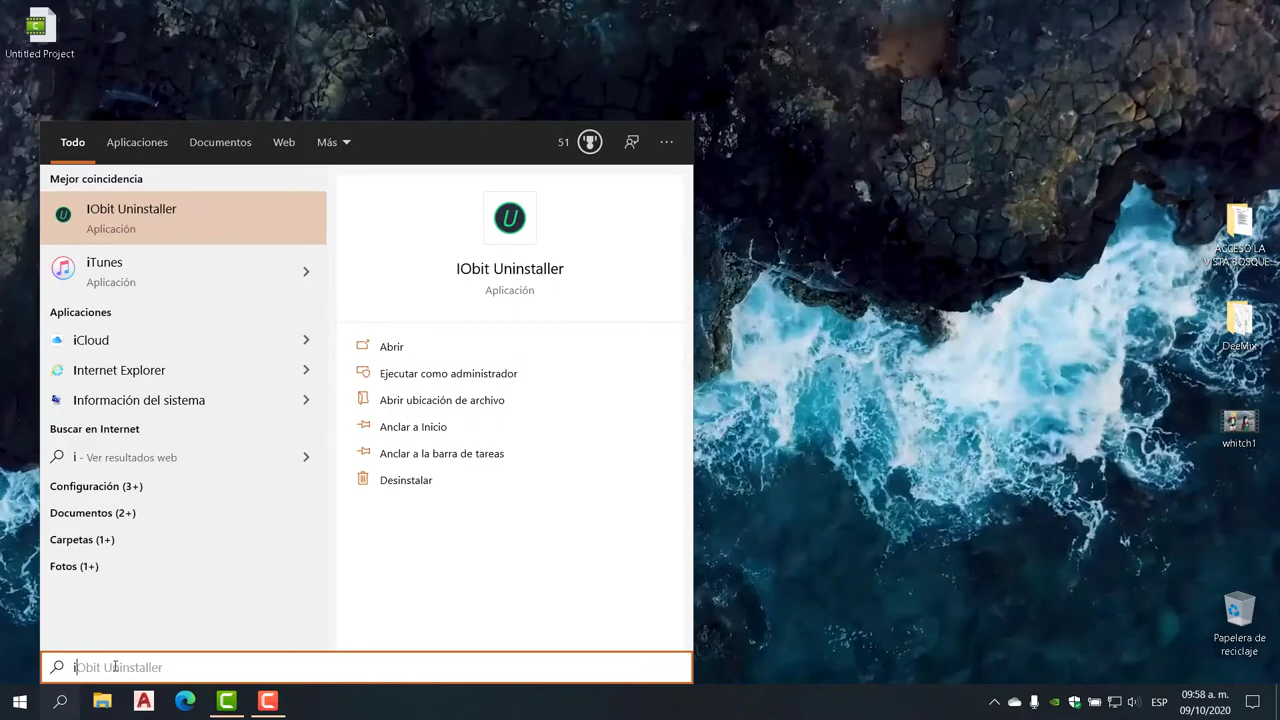 Untitled Project
Todo
Aplicaciones
Documentos
Web
Más
51
Mejor coincidencia
IObit Uninstaller
Aplicación
iTunes
Aplicación
Aplicaciones
iCloud
Internet Explorer
Información del sistema
Buscar en Internet
i - Ver resultados web
Configuración (3+)
Documentos (2+)
Carpetas (1+)
Fotos (1+)
IObit Uninstaller
Aplicación
Abrir
Ejecutar como administrador
Abrir ubicación de archivo
Anclar a Inicio
Anclar a la barra de tareas
Desinstalar
iObit Uninstaller
ACCESO LA
VISTA BOSQUE...
DeeMix
whitch1
Papelera de
reciclaje
ESP
09:58 a. m.
09/10/2020